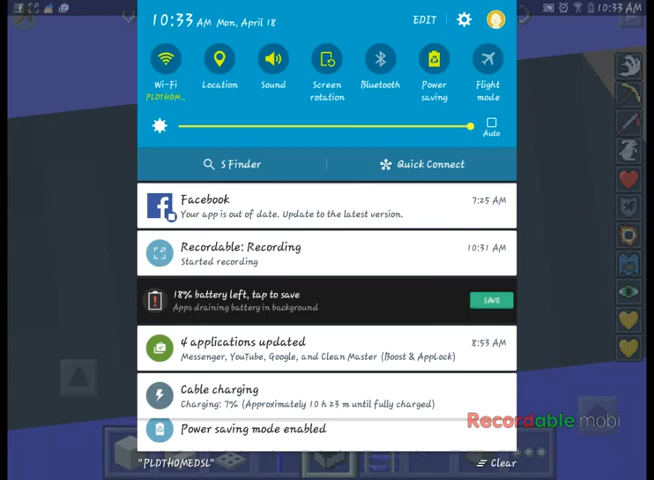 10:33 AM
10:33 AM Mon, April 18
EDIT
Wi-Fi
PLDTHOM...
Location
Sound
Screen rotation
Bluetooth
Power saving
Flight mode
Auto
S Finder
Quick Connect
Facebook
7:25 AM
Your app is out of date. Update to the latest version.
Recordable: Recording
10:31 AM
Started recording
18% battery left, tap to save
Apps draining battery in background
SAVE
4 applications updated
8:53 AM
Messenger, YouTube, Google, and Clean Master (Boost & AppLock)
Cable charging
Charging: 7% (Approximately 10 h 23 m until fully charged)
Recordable mobi
Power saving mode enabled
"PLDTHOMEDSL"
Clear